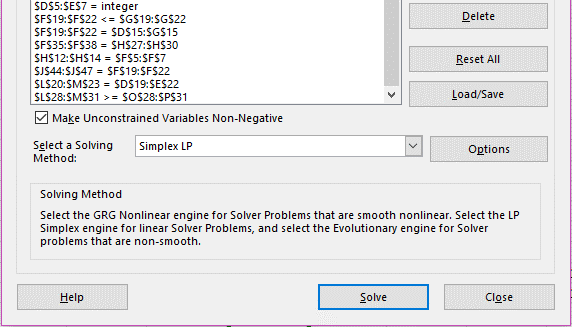 $D$5:$E$7 = integer
$F$19:$F$22 <= $G$19:$G$22
$F$19:$F$22 = $D$15:$G$15
$F$35:$F$38 = $H$27:$H$30
$H$12:$H$14 = $F$5:$F$7
$J$44:$J$47 = $F$19:$F$22
$L$20:$M$23 = $D$19:$E$22
$L$28:$M$31 >= $O$28:$P$31
Delete
Reset All
Load/Save
Make Unconstrained Variables Non-Negative
Select a Solving
Method:
Simplex LP
Options
Solving Method
Select the GRG Nonlinear engine for Solver Problems that are smooth nonlinear. Select the LP
Simplex engine for linear Solver Problems, and select the Evolutionary engine for Solver
problems that are non-smooth.
Help
Solve
Close